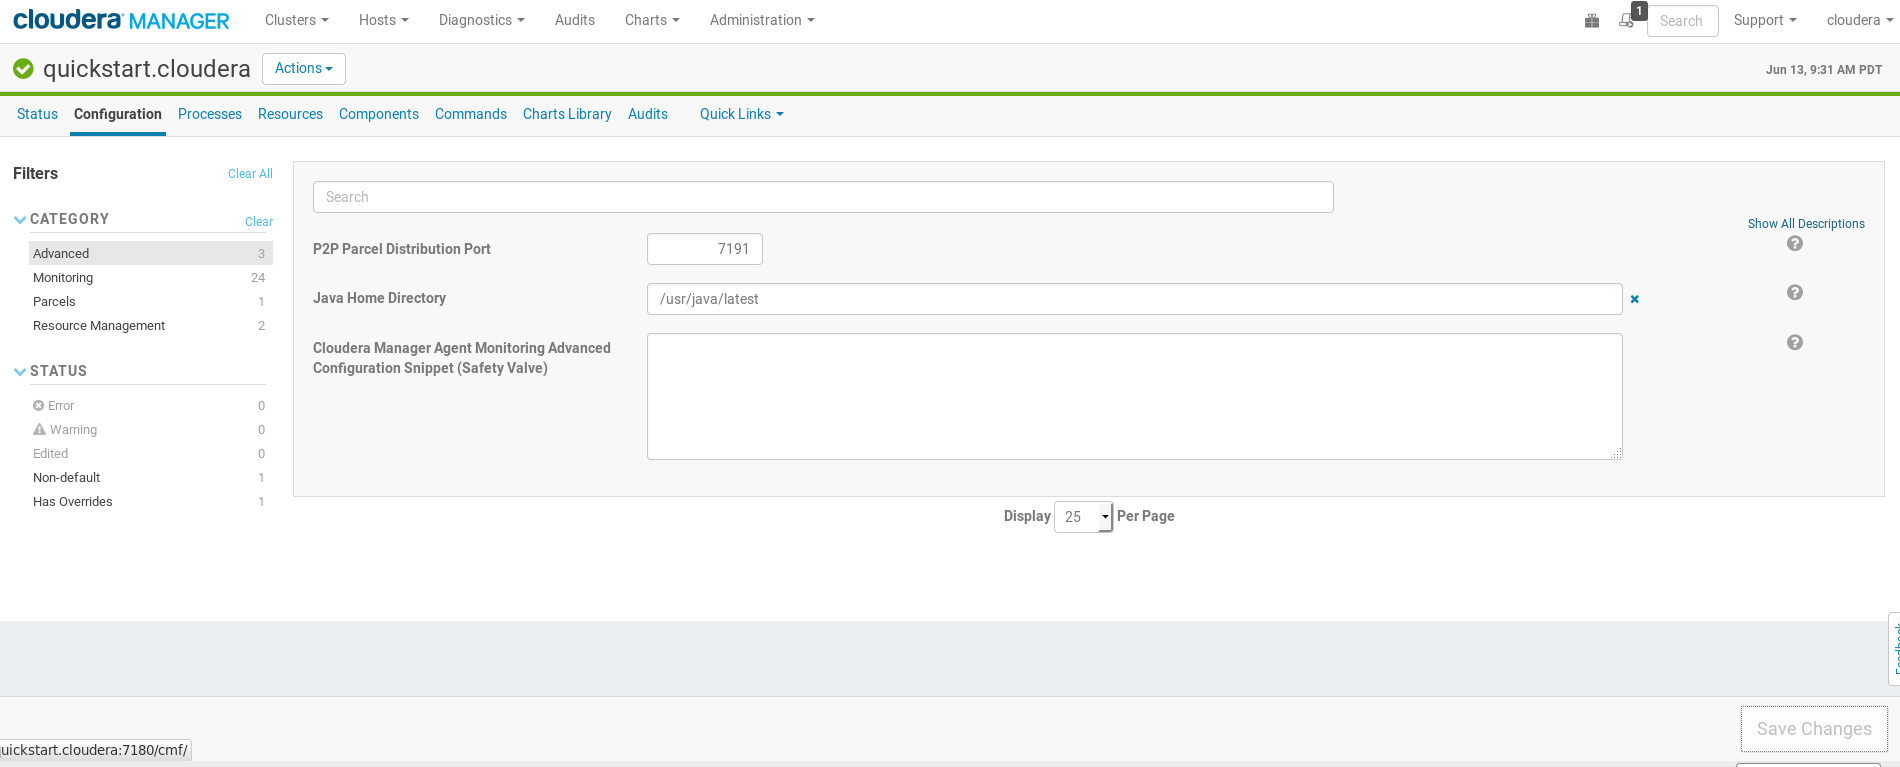 cloudera MANAGER Clusters Hosts Diagnostics Audits Charts Administration 1 Search Support cloudera
quickstart.cloudera Actions Jun 13, 9:31 AM PDT
Status Configuration Processes Resources Components Commands Charts Library Audits Quick Links
Filters Clear All
CATEGORY Clear
Advanced 3
Monitoring 24
Parcels 1
Resource Management 2
STATUS
Error 0
Warning 0
Edited 0
Non-default 1
Has Overrides 1
Search
Show All Descriptions
P2P Parcel Distribution Port 7191
Java Home Directory /usr/java/latest
Cloudera Manager Agent Monitoring Advanced
Configuration Snippet (Safety Valve)
Display 25 Per Page
Feedback
Save Changes
uickstart.cloudera:7180/cmf/